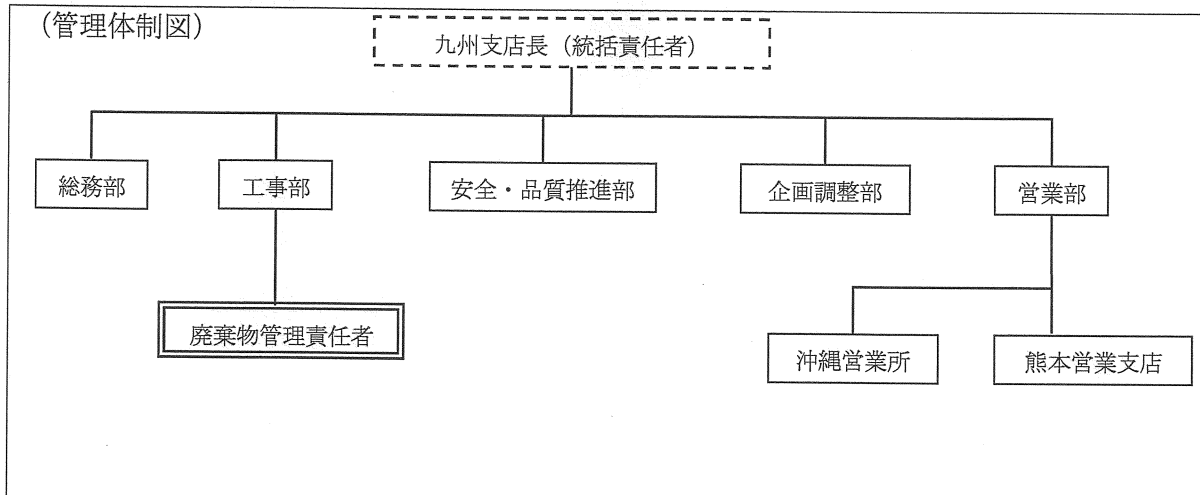 (管理体制図)
九州支店長（統括責任者）
総務部
工事部
安全・品質推進部
企画調整部
営業部
廃棄物管理責任者
沖縄営業所
熊本営業支店